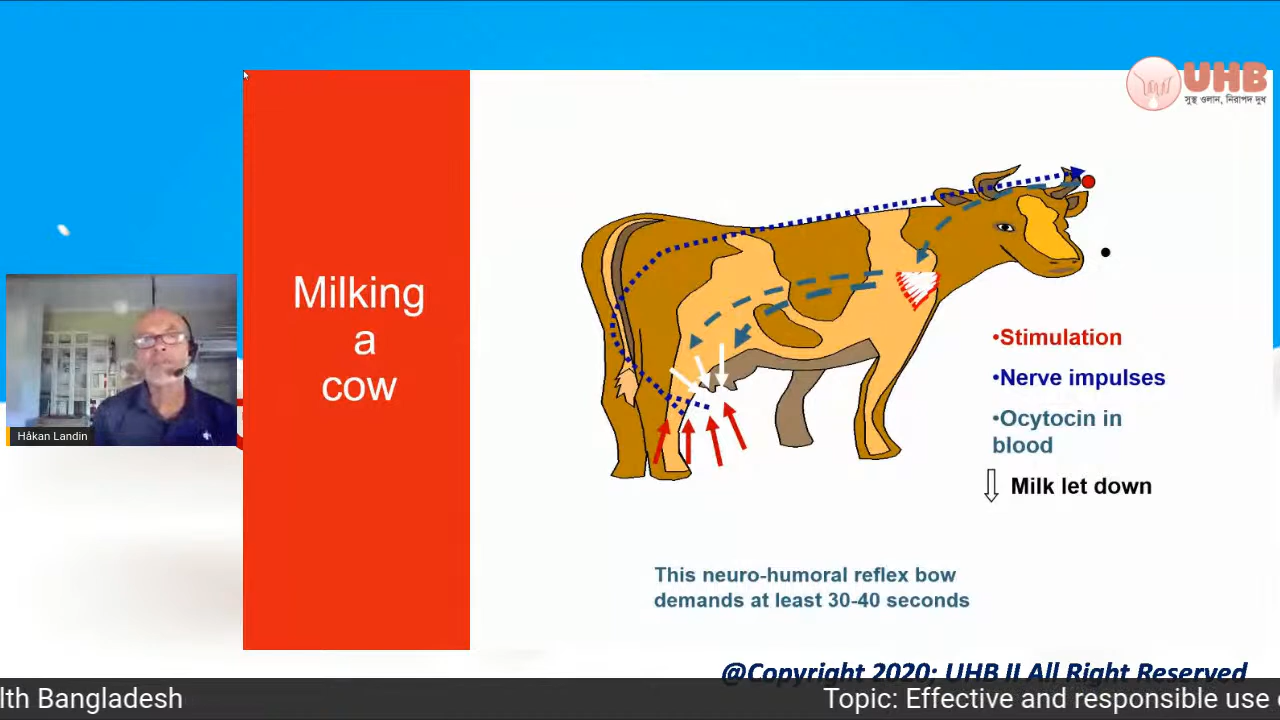 UHB
সুস্থ ওলান, নিরাপদ দুধ
Milking
a
cow
•Stimulation
•Nerve impulses
•Ocytocin in
blood
Milk let down
This neuro-humoral reflex bow
demands at least 30-40 seconds
Håkan Landin
@Copyright 2020; UHB II All Right Reserved
lth Bangladesh
Topic: Effective and responsible use